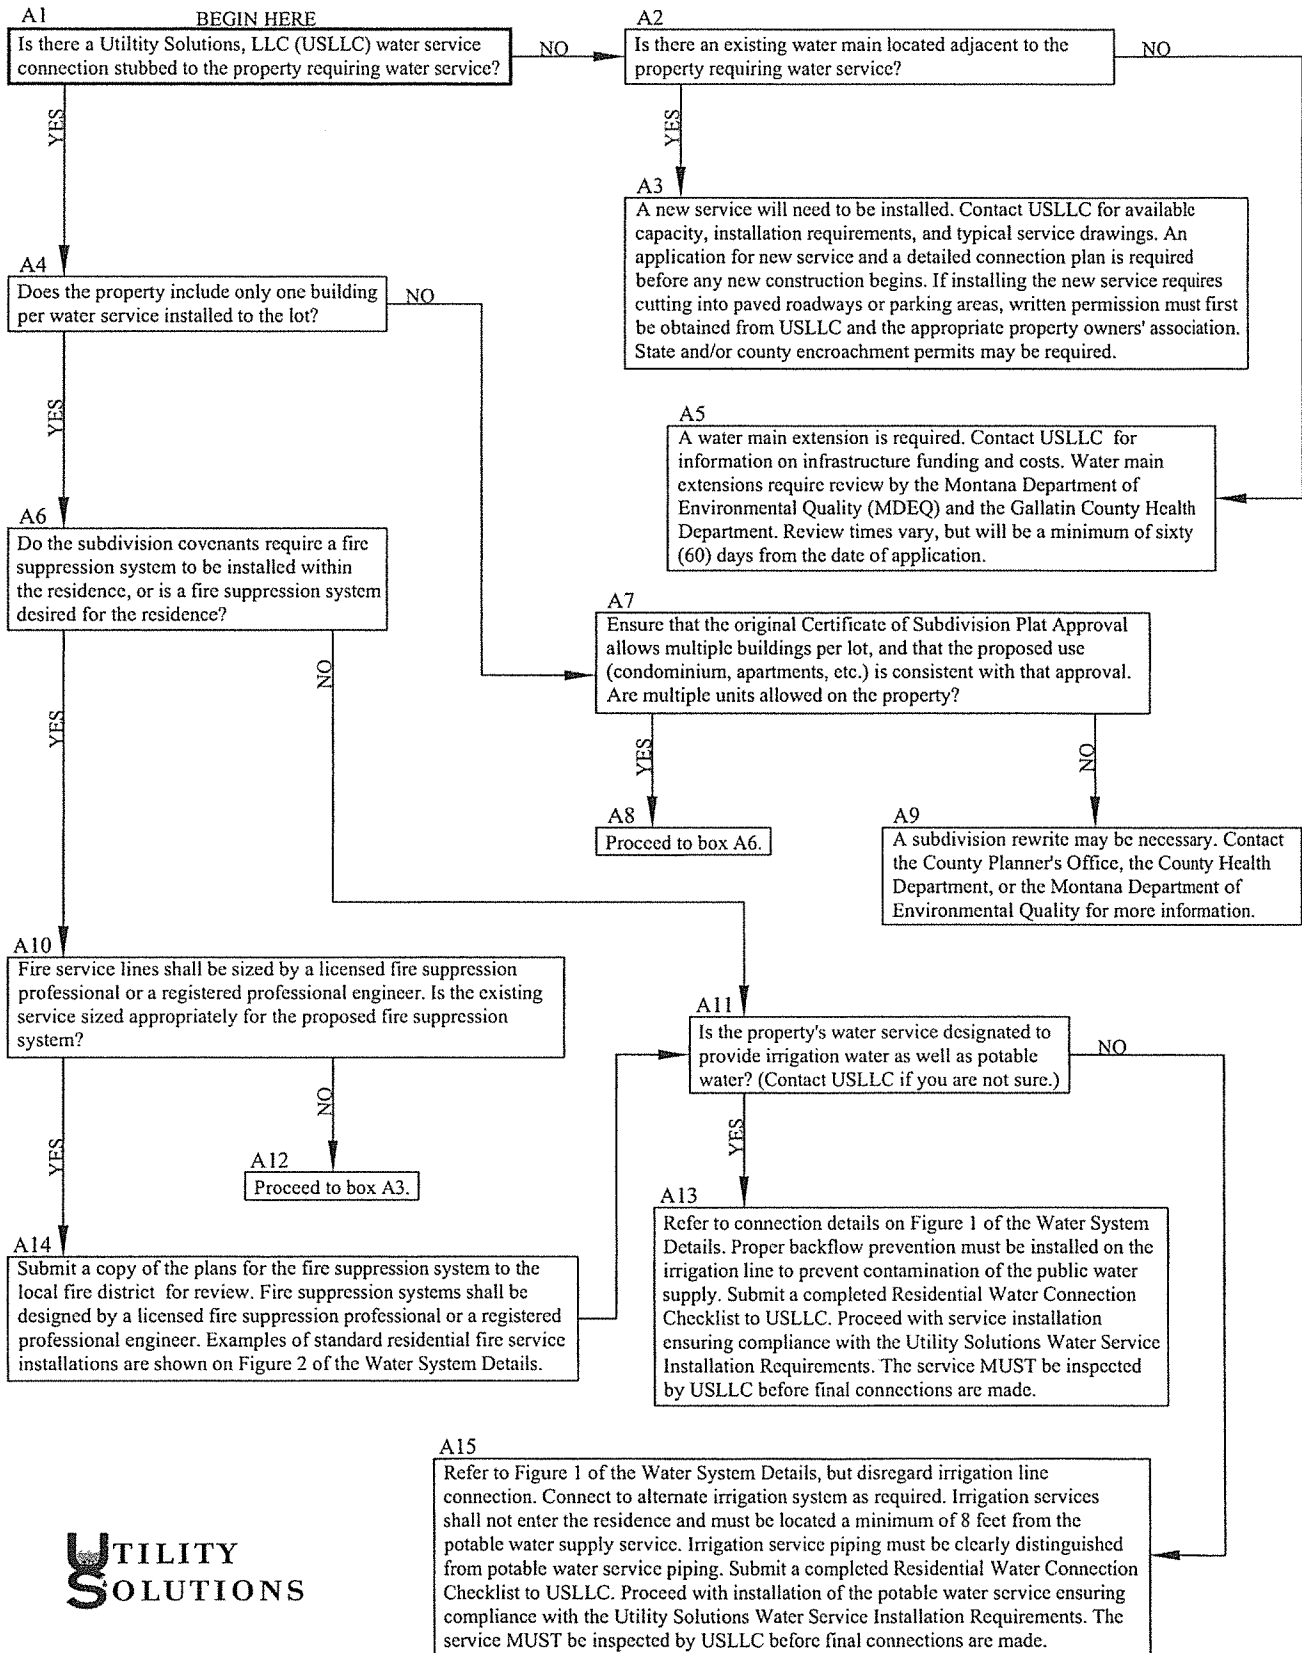 A1
BEGIN HERE
Is there a Utiltity Solutions, LLC (USLLC) water service
connection stubbed to the property requiring water service?
NO
YES
A2
Is there an existing water main located adjacent to the
property requiring water service?
NO
YES
A3
A new service will need to be installed. Contact USLLC for available
capacity, installation requirements, and typical service drawings. An
application for new service and a detailed connection plan is required
before any new construction begins. If installing the new service requires
cutting into paved roadways or parking areas, written permission must first
be obtained from USLLC and the appropriate property owners' association.
State and/or county encroachment permits may be required.
A4
Does the property include only one building
per water service installed to the lot?
NO
YES
A5
A water main extension is required. Contact USLLC for
information on infrastructure funding and costs. Water main
extensions require review by the Montana Department of
Environmental Quality (MDEQ) and the Gallatin County Health
Department. Review times vary, but will be a minimum of sixty
(60) days from the date of application.
A6
Do the subdivision covenants require a fire
suppression system to be installed within
the residence, or is a fire suppression system
desired for the residence?
YES
NO
A7
Ensure that the original Certificate of Subdivision Plat Approval
allows multiple buildings per lot, and that the proposed use
(condominium, apartments, etc.) is consistent with that approval.
Are multiple units allowed on the property?
YES
NO
A8
Proceed to box A6.
A9
A subdivision rewrite may be necessary. Contact
the County Planner's Office, the County Health
Department, or the Montana Department of
Environmental Quality for more information.
A10
Fire service lines shall be sized by a licensed fire suppression
professional or a registered professional engineer. Is the existing
service sized appropriately for the proposed fire suppression
system?
YES
NO
A11
Is the property's water service designated to
provide irrigation water as well as potable
water? (Contact USLLC if you are not sure.)
NO
YES
A12
Proceed to box A3.
A13
Refer to connection details on Figure 1 of the Water System
Details. Proper backflow prevention must be installed on the
irrigation line to prevent contamination of the public water
supply. Submit a completed Residential Water Connection
Checklist to USLLC. Proceed with service installation
ensuring compliance with the Utility Solutions Water Service
Installation Requirements. The service MUST be inspected
by USLLC before final connections are made.
A14
Submit a copy of the plans for the fire suppression system to the
local fire district for review. Fire suppression systems shall be
designed by a licensed fire suppression professional or a registered
professional engineer. Examples of standard residential fire service
installations are shown on Figure 2 of the Water System Details.
A15
Refer to Figure 1 of the Water System Details, but disregard irrigation line
connection. Connect to alternate irrigation system as required. Irrigation services
shall not enter the residence and must be located a minimum of 8 feet from the
potable water supply service. Irrigation service piping must be clearly distinguished
from potable water service piping. Submit a completed Residential Water Connection
Checklist to USLLC. Proceed with installation of the potable water service ensuring
compliance with the Utility Solutions Water Service Installation Requirements. The
service MUST be inspected by USLLC before final connections are made.
UTILITY
SOLUTIONS